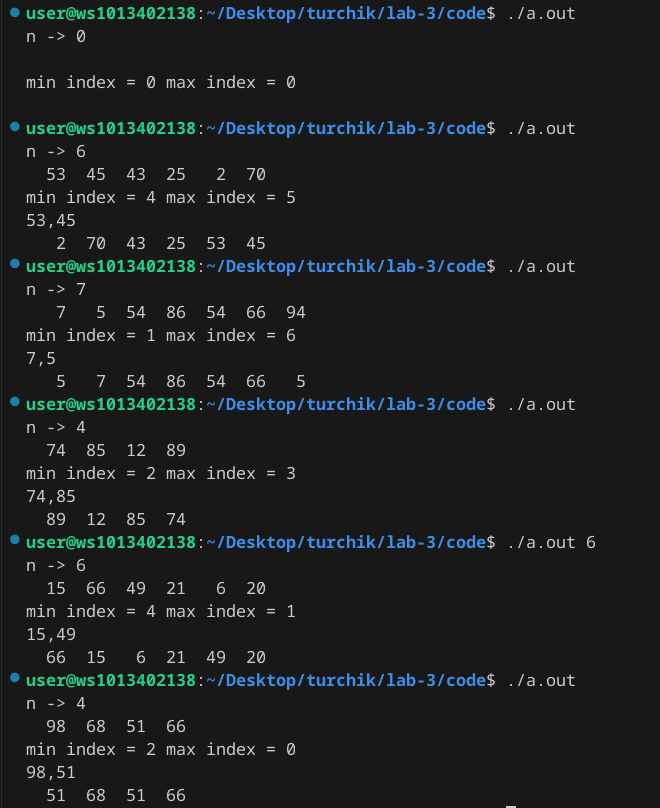 user@ws1013402138:~/Desktop/turchik/lab-3/code$ ./a.out
n -> 0
min index = 0 max index = 0
user@ws1013402138:~/Desktop/turchik/lab-3/code$ ./a.out
n -> 6
53 45 43 25 2 70
min index = 4 max index = 5
53,45
2 70 43 25 53 45
user@ws1013402138:~/Desktop/turchik/lab-3/code$ ./a.out
n -> 7
7 5 54 86 54 66 94
min index = 1 max index = 6
7,5
5 7 54 86 54 66 5
user@ws1013402138:~/Desktop/turchik/lab-3/code$ ./a.out
n -> 4
74 85 12 89
min index = 2 max index = 3
74,85
89 12 85 74
user@ws1013402138:~/Desktop/turchik/lab-3/code$ ./a.out 6
n -> 6
15 66 49 21 6 20
min index = 4 max index = 1
15,49
66 15 6 21 49 20
user@ws1013402138:~/Desktop/turchik/lab-3/code$ ./a.out
n -> 4
98 68 51 66
min index = 2 max index = 0
98,51
51 68 51 66